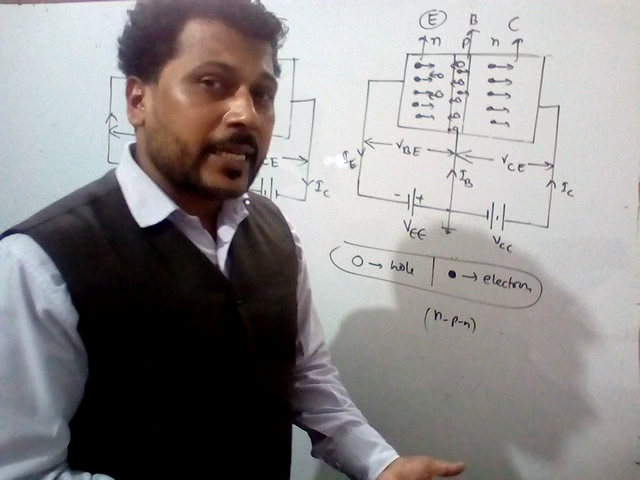 E B C
n p n
V_BE V_CE
I_E I_B I_C
- +
V_EE V_CC
○ → hole | ● → electron
(n-p-n)
CE
I_C